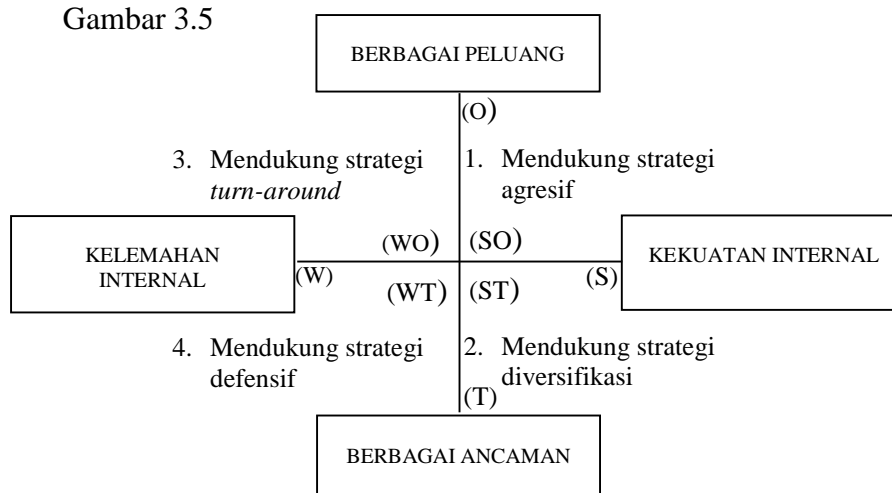 Gambar 3.5
BERBAGAI PELUANG
(O)
3. Mendukung strategi
turn-around
1. Mendukung strategi
agresif
KELEMAHAN
INTERNAL
(W)
(WO)
(SO)
(S)
KEKUATAN INTERNAL
(WT)
(ST)
4. Mendukung strategi
defensif
2. Mendukung strategi
diversifikasi
(T)
BERBAGAI ANCAMAN